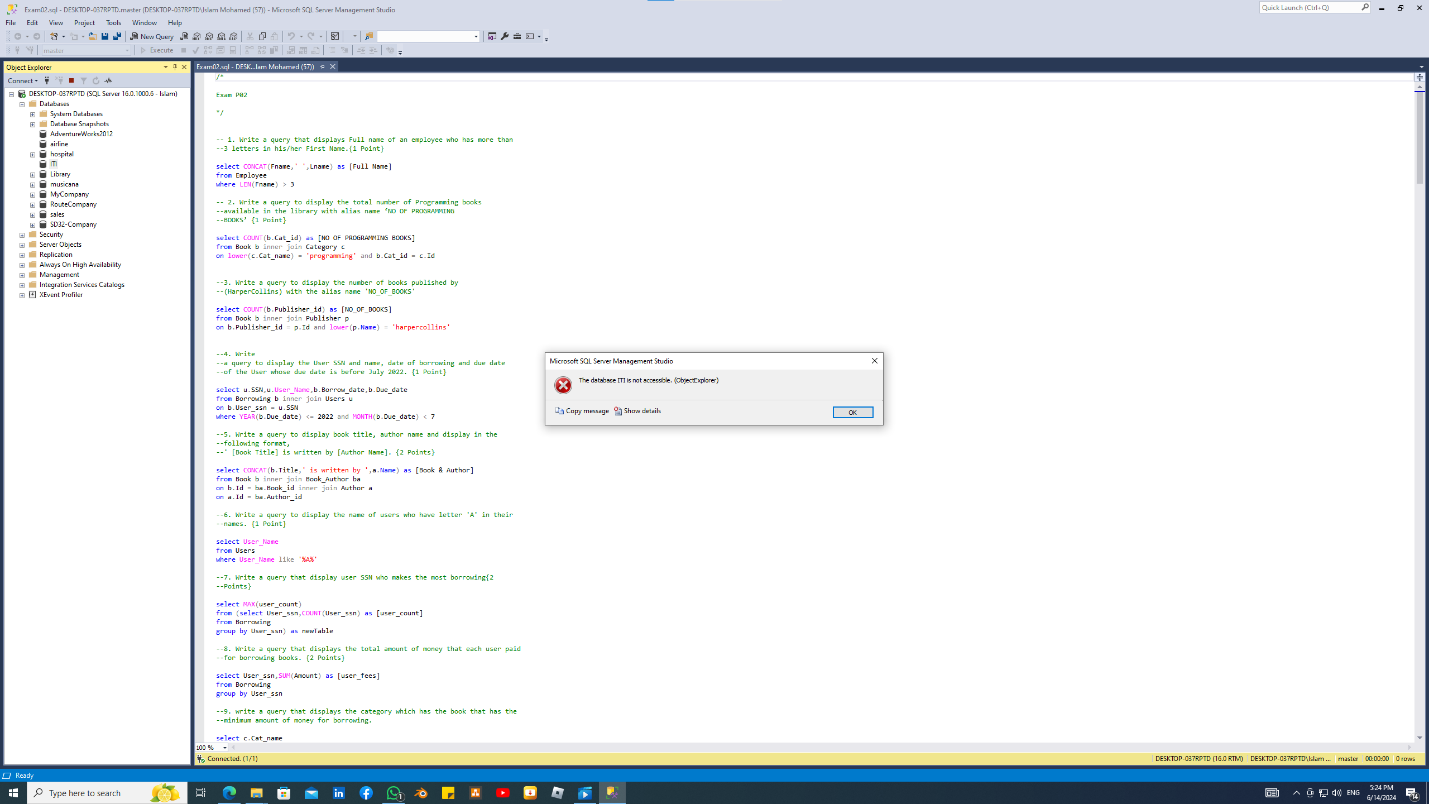 Exam02.sql - DESKTOP-037RPTD.master (DESKTOP-037RPTD\Islam Mohamed (57)) - Microsoft SQL Server Management Studio
Quick Launch (Ctrl+Q)
File Edit View Project Tools Window Help
New Query
master Execute
Object Explorer
Exam02.sql - DESK...lam Mohamed (57))
Connect
DESKTOP-037RPTD (SQL Server 16.0.1000.6 - Islam)
Databases
System Databases
Database Snapshots
AdventureWorks2012
airline
hospital
ITI
Library
musicana
MyCompany
RouteCompany
sales
SD32-Company
Security
Server Objects
Replication
Always On High Availability
Management
Integration Services Catalogs
XEvent Profiler
/*
Exam P02
*/
-- 1. Write a query that displays Full name of an employee who has more than
--3 letters in his/her First Name.{1 Point}
select CONCAT(Fname,' ',Lname) as [Full Name]
from Employee
where LEN(Fname) > 3
-- 2. Write a query to display the total number of Programming books
--available in the library with alias name 'NO OF PROGRAMMING
--BOOKS' {1 Point}
select COUNT(b.Cat_id) as [NO OF PROGRAMMING BOOKS]
from Book b inner join Category c
on lower(c.Cat_name) = 'programming' and b.Cat_id = c.Id
--3. Write a query to display the number of books published by
--(HarperCollins) with the alias name 'NO_OF_BOOKS'
select COUNT(b.Publisher_id) as [NO_OF_BOOKS]
from Book b inner join Publisher p
on b.Publisher_id = p.Id and lower(p.Name) = 'harpercollins'
--4. Write
--a query to display the User SSN and name, date of borrowing and due date
--of the User whose due date is before July 2022. {1 Point}
select u.SSN,u.User_Name,b.Borrow_date,b.Due_date
from Borrowing b inner join Users u
on b.User_ssn = u.SSN
where YEAR(b.Due_date) <= 2022 and MONTH(b.Due_date) < 7
--5. Write a query to display book title, author name and display in the
--following format,
--' [Book Title] is written by [Author Name]. {2 Points}
select CONCAT(b.Title,' is written by ',a.Name) as [Book & Author]
from Book b inner join Book_Author ba
on b.Id = ba.Book_id inner join Author a
on a.Id = ba.Author_id
--6. Write a query to display the name of users who have letter 'A' in their
--names. {1 Point}
select User_Name
from Users
where User_Name like '%A%'
--7. Write a query that display user SSN who makes the most borrowing{2
--Points}
select MAX(user_count)
from (select User_ssn,COUNT(User_ssn) as [user_count]
from Borrowing
group by User_ssn) as newTable
--8. Write a query that displays the total amount of money that each user paid
--for borrowing books. {2 Points}
select User_ssn,SUM(Amount) as [user_fees]
from Borrowing
group by User_ssn
--9. write a query that displays the category which has the book that has the
--minimum amount of money for borrowing.
select c.Cat_name
Microsoft SQL Server Management Studio
The database ITI is not accessible. (ObjectExplorer)
Copy message Show details OK
100 %
Connected. (1/1)
DESKTOP-037RPTD (16.0 RTM) DESKTOP-037RPTD\Islam ... master 00:00:00 0 rows
Ready
Type here to search
ENG
5:24 PM
6/14/2024